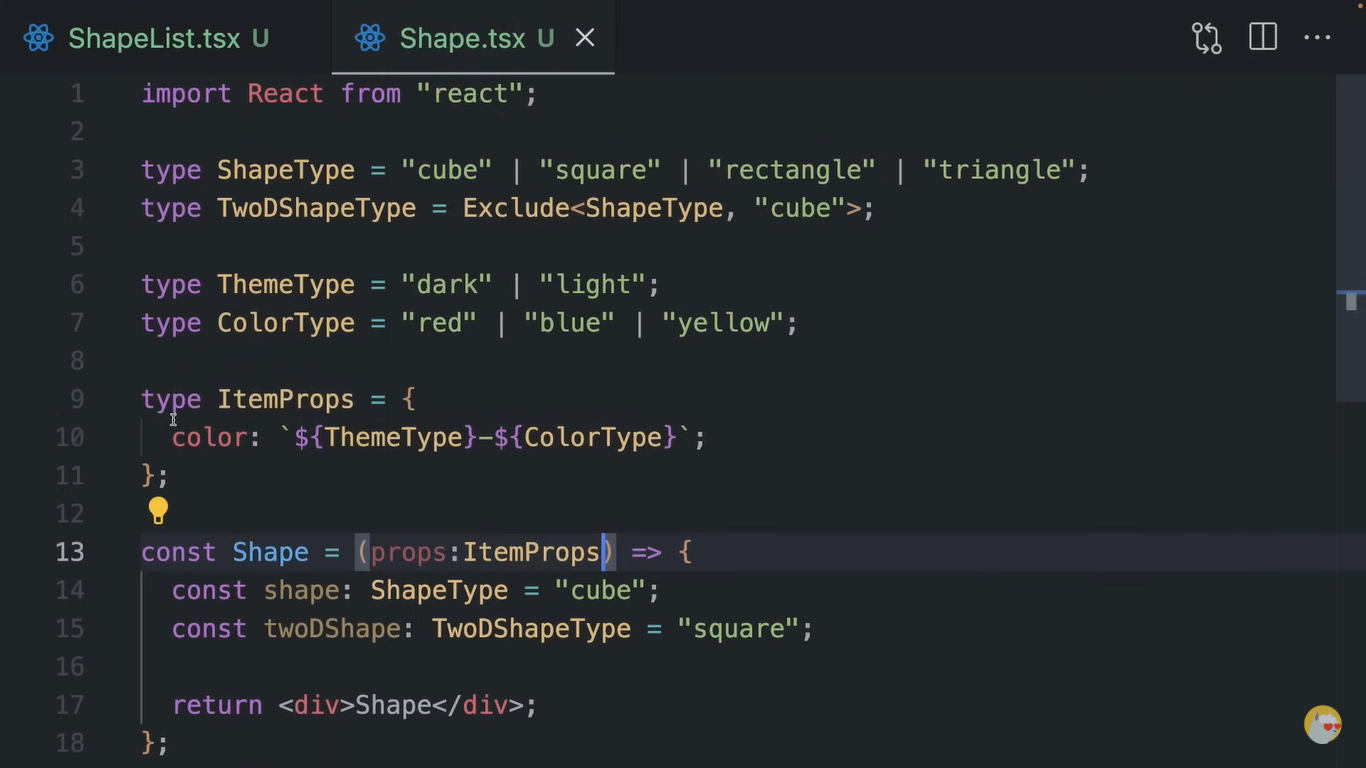 ShapeList.tsx U Shape.tsx U
1 import React from "react";
2
3 type ShapeType = "cube" | "square" | "rectangle" | "triangle";
4 type TwoDShapeType = Exclude<ShapeType, "cube">;
5
6 type ThemeType = "dark" | "light";
7 type ColorType = "red" | "blue" | "yellow";
8
9 type ItemProps = {
10   color: `${ThemeType}-${ColorType}`;
11 };
12
13 const Shape = (props:ItemProps) => {
14   const shape: ShapeType = "cube";
15   const twoDShape: TwoDShapeType = "square";
16
17   return <div>Shape</div>;
18 };